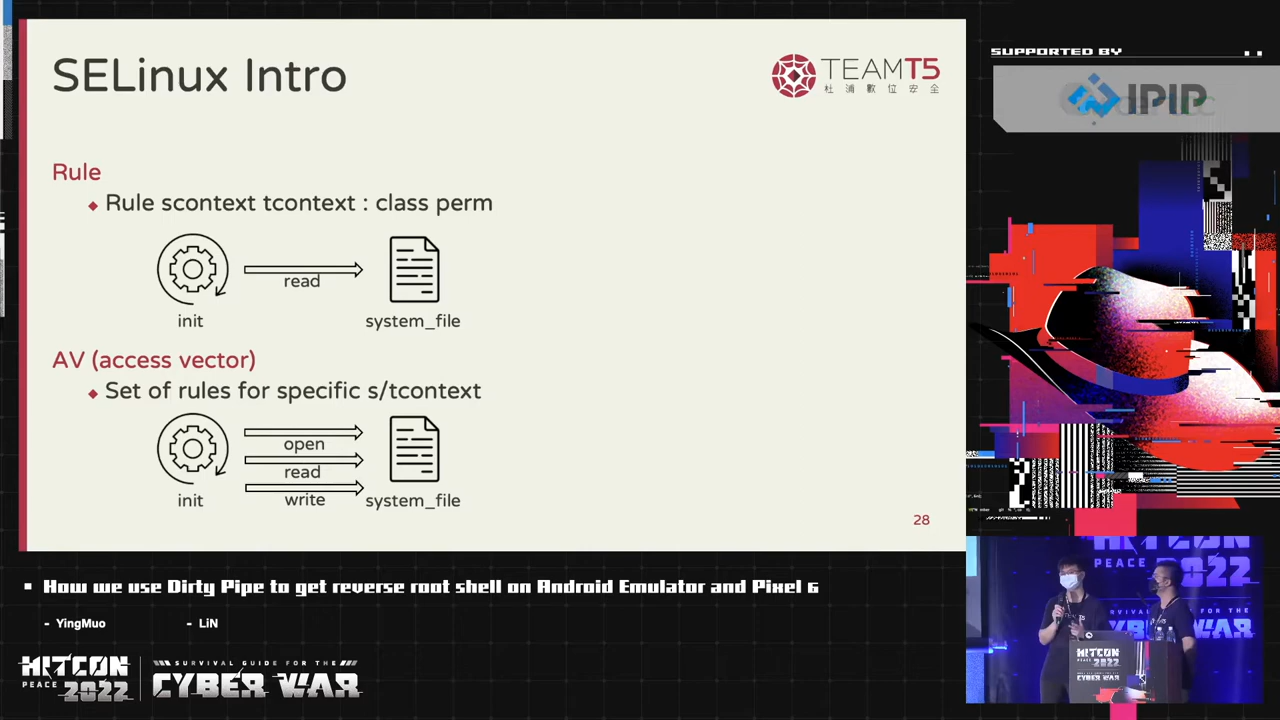 SELinux Intro
TEAMT5
杜浦數位安全
Rule
Rule scontext tcontext : class perm
read
init
system_file
AV (access vector)
Set of rules for specific s/tcontext
open
read
write
init
system_file
28
SUPPORTED BY
IPIP
How we use Dirty Pipe to get reverse root shell on Android Emulator and Pixel 6
- YingMuo
- LiN
HITCON
PEACE 2022
SURVIVAL GUIDE FOR THE
CYBER WAR
HITCON
PEACE 2022
HITCON
PEACE 2022
CYBER WAR